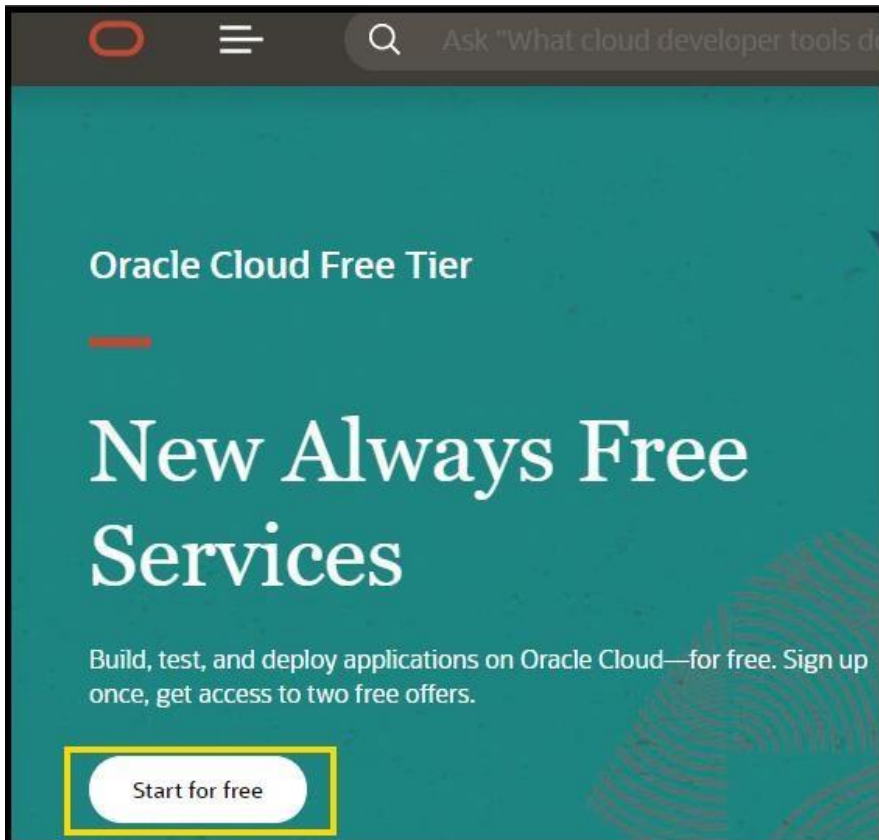 Ask "What cloud developer tools do
Oracle Cloud Free Tier
New Always Free
Services
Build, test, and deploy applications on Oracle Cloud—for free. Sign up
once, get access to two free offers.
Start for free